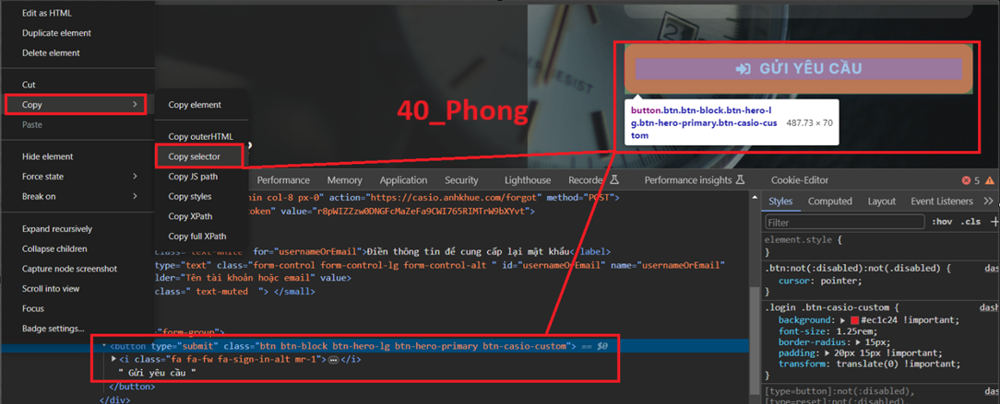 Edit as HTML
Duplicate element
Delete element
Cut
Copy
Paste
Hide element
Force state
Break on
Expand recursively
Collapse children
Capture node screenshot
Scroll into view
Focus
Badge settings...
Copy element
Copy outerHTML
Copy selector
Copy JS path
Copy styles
Copy XPath
Copy full XPath
40_Phong
ESIST
21
GỬI YÊU CẦU
button.btn.btn-block.btn-hero-l
g.btn-hero-primary.btn-casio-cus
tom
487.73 × 70
Performance Memory Application Security Lighthouse Recorder Performance insights Cookie-Editor 5 20
in col-8 px-0" action="https://casio.anhkhue.com/forgot" method="POST">
oken" value="r8pWIZZzw0DNGFcMaZeFa9CWI765RIMTrW9bXYvt">
class="text-white" for="usernameOrEmail">Điền thông tin để cung cấp lại mật khẩu</label>
type="text" class="form-control form-control-lg form-control-alt " id="usernameOrEmail" name="usernameOrEmail"
lder="Tên tài khoản hoặc email" value>
class=" text-muted "> </small>
"form-group">
<button type="submit" class="btn btn-block btn-hero-lg btn-hero-primary btn-casio-custom"> == $0
<i class="fa fa-fw fa-sign-in-alt mr-1">…</i>
" Gửi yêu cầu "
</button>
</div>
Styles Computed Layout Event Listeners
Filter :hov .cls +
element.style {
}
.btn:not(:disabled):not(.disabled) { das
cursor: pointer;
}
.login .btn-casio-custom { dash
background: #ec1c24 !important;
font-size: 1.25rem;
border-radius: 15px;
padding: 20px 15px !important;
transform: translate(0) !important;
}
[type=button]:not(:disabled), das
[type=reset]:not(:disabled),